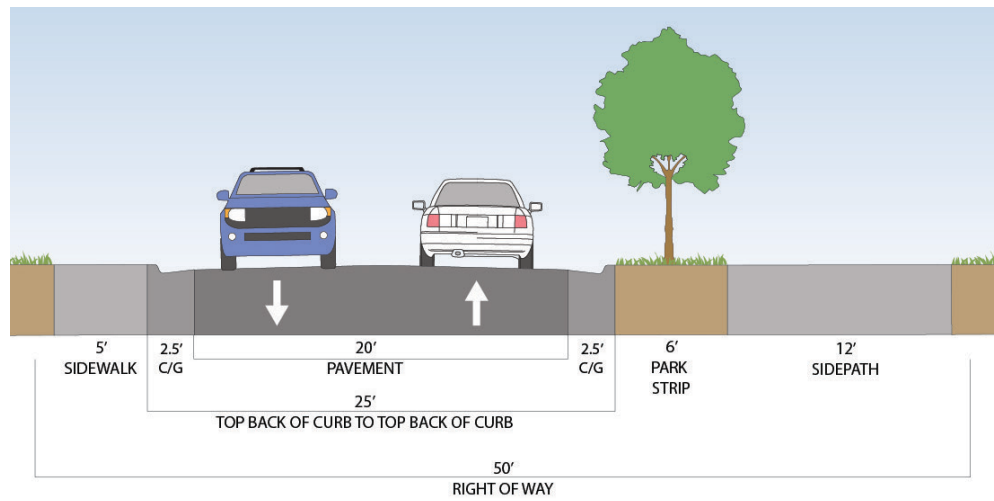 5’ 2.5’ 20’ 2.5’ 6’ 12’
SIDEWALK C/G PAVEMENT C/G PARK SIDEPATH
STRIP
25’
TOP BACK OF CURB TO TOP BACK OF CURB
50’
RIGHT OF WAY